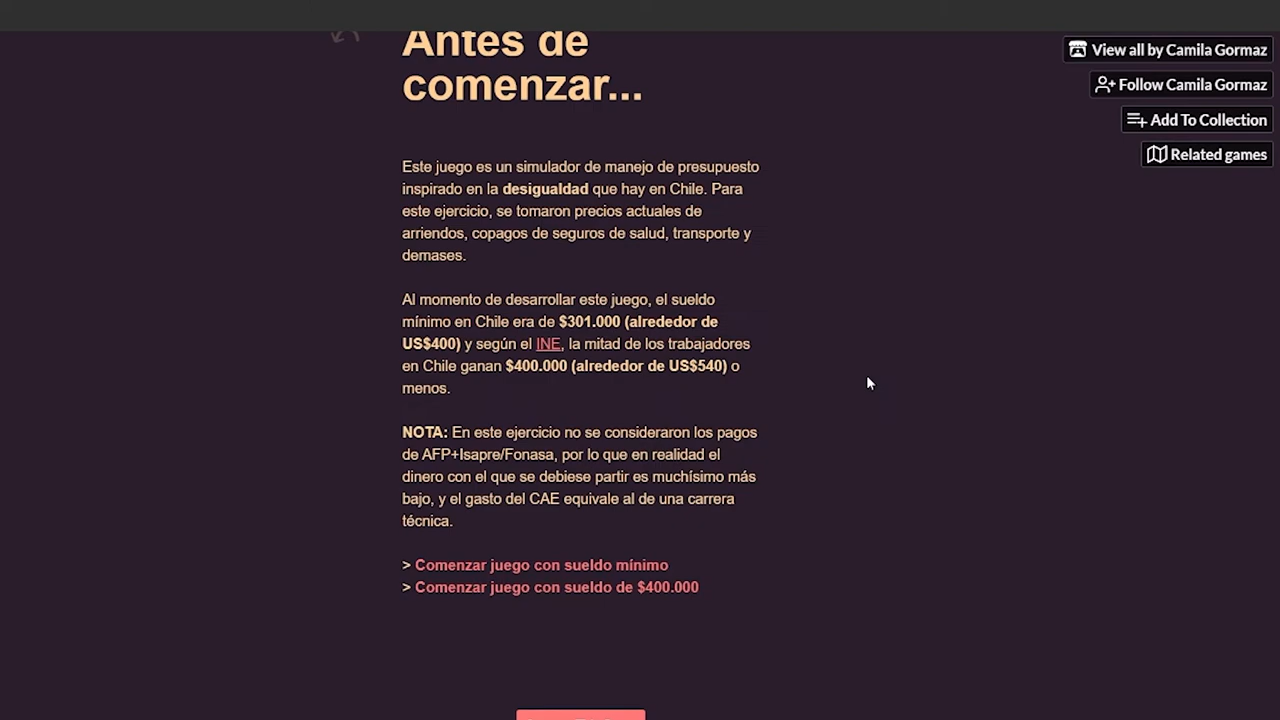 Antes de
comenzar...
View all by Camila Gormaz
Follow Camila Gormaz
Add To Collection
Related games
Este juego es un simulador de manejo de presupuesto
inspirado en la desigualdad que hay en Chile. Para
este ejercicio, se tomaron precios actuales de
arriendos, copagos de seguros de salud, transporte y
demases.
Al momento de desarrollar este juego, el sueldo
mínimo en Chile era de $301.000 (alrededor de
US$400) y según el INE, la mitad de los trabajadores
en Chile ganan $400.000 (alrededor de US$540) o
menos.
NOTA: En este ejercicio no se consideraron los pagos
de AFP+Isapre/Fonasa, por lo que en realidad el
dinero con el que se debiese partir es muchísimo más
bajo, y el gasto del CAE equivale al de una carrera
técnica.
> Comenzar juego con sueldo mínimo
> Comenzar juego con sueldo de $400.000